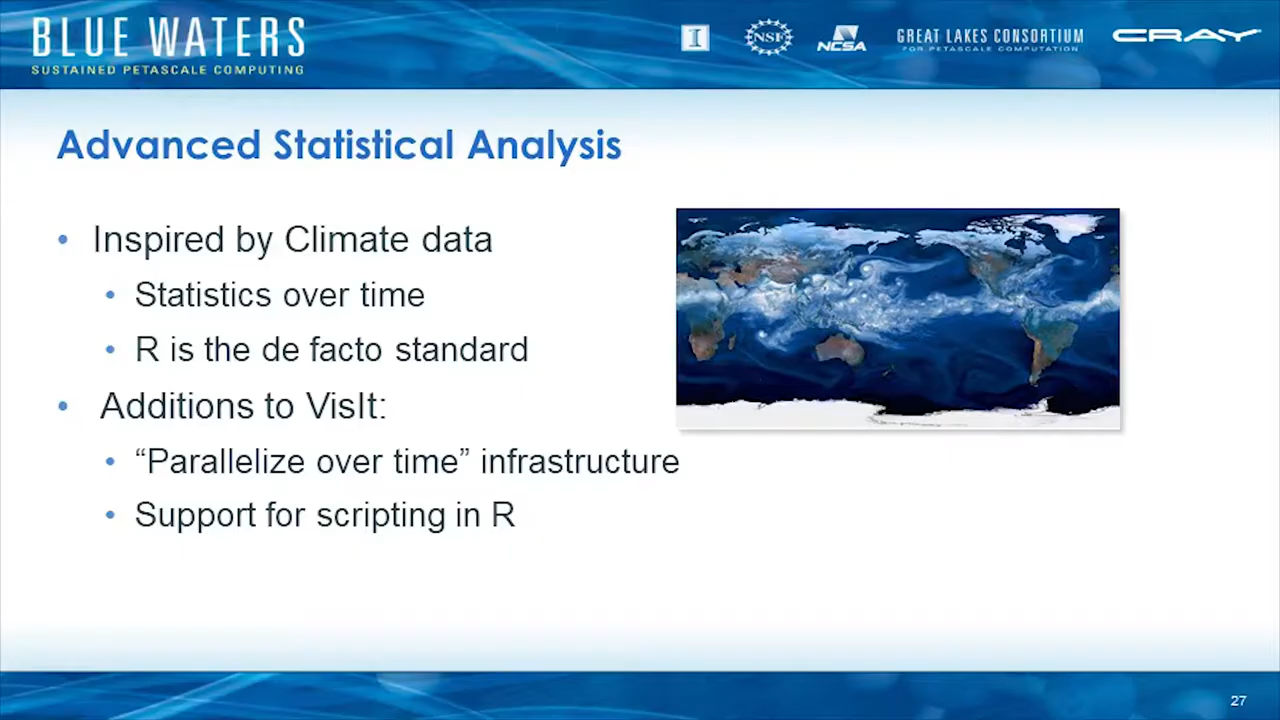 BLUE WATERS
SUSTAINED PETASCALE COMPUTING
I
NSF
NCSA
GREAT LAKES CONSORTIUM
FOR PETASCALE COMPUTATION
CRAY
Advanced Statistical Analysis
• Inspired by Climate data
• Statistics over time
• R is the de facto standard
• Additions to VisIt:
• “Parallelize over time” infrastructure
• Support for scripting in R
27